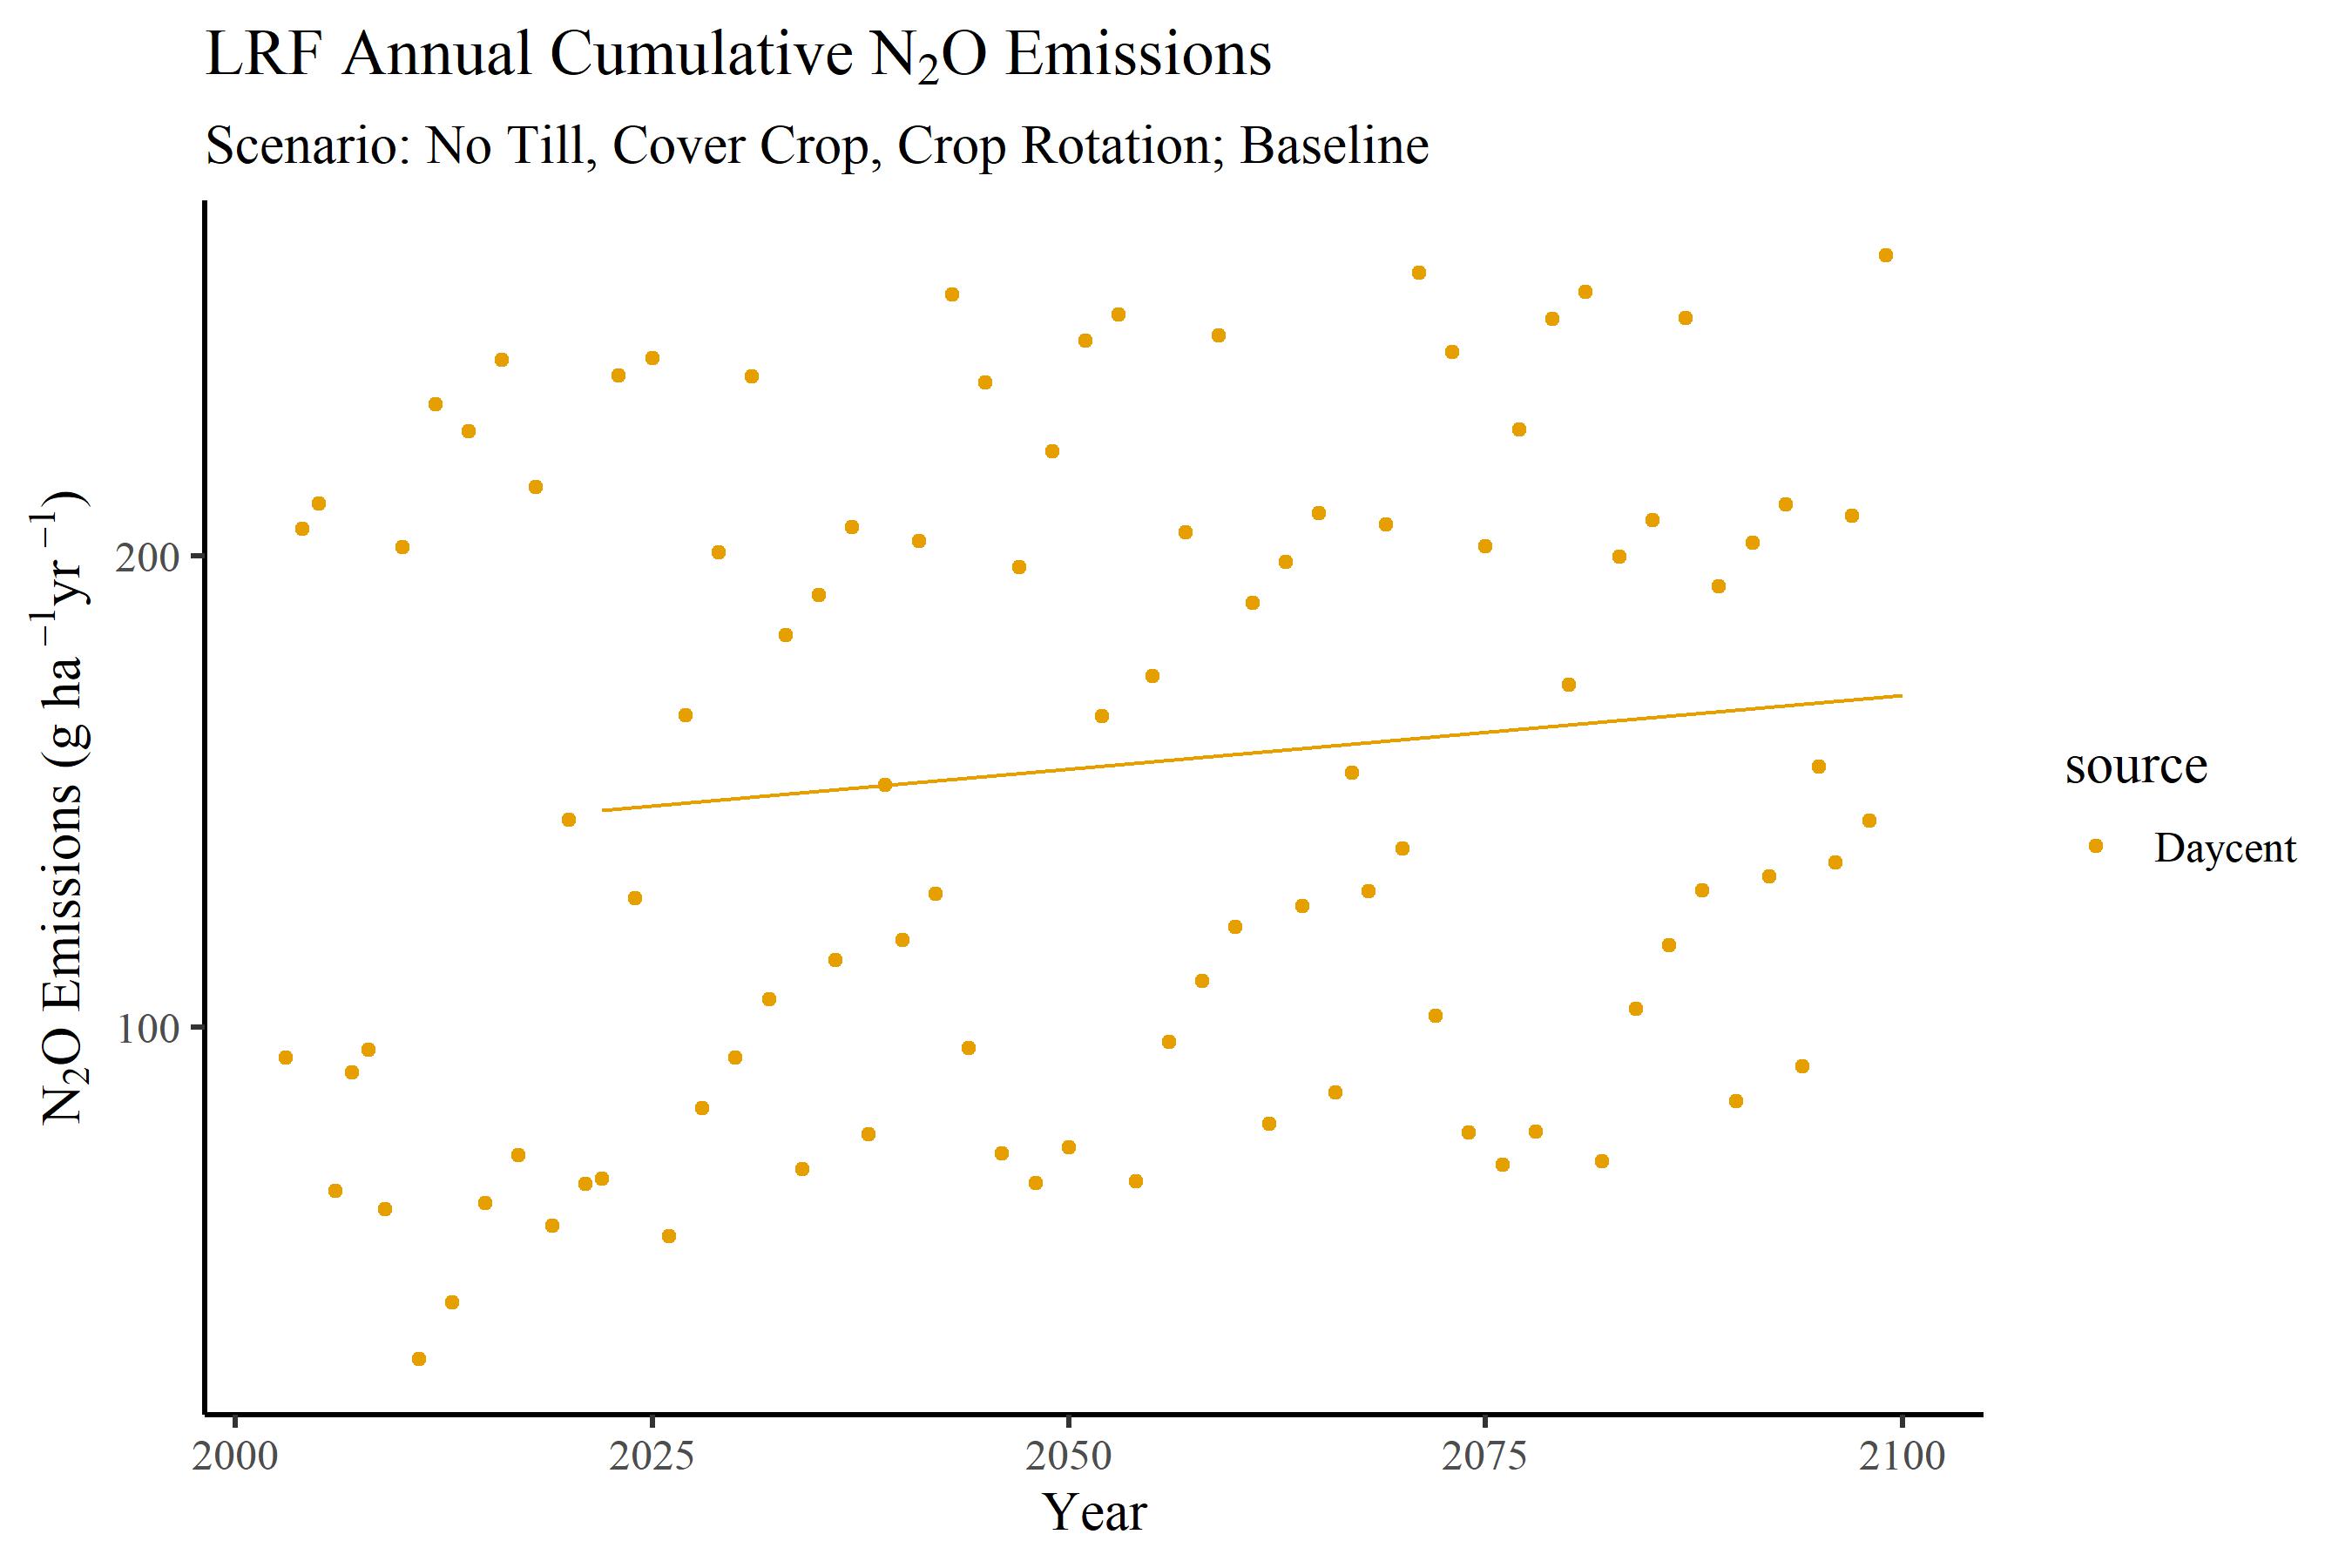 LRF Annual Cumulative N₂O Emissions
Scenario: No Till, Cover Crop, Crop Rotation; Baseline
N₂O Emissions (g ha⁻¹yr⁻¹)
200
100
2000 2025 2050 2075 2100
Year
source
Daycent